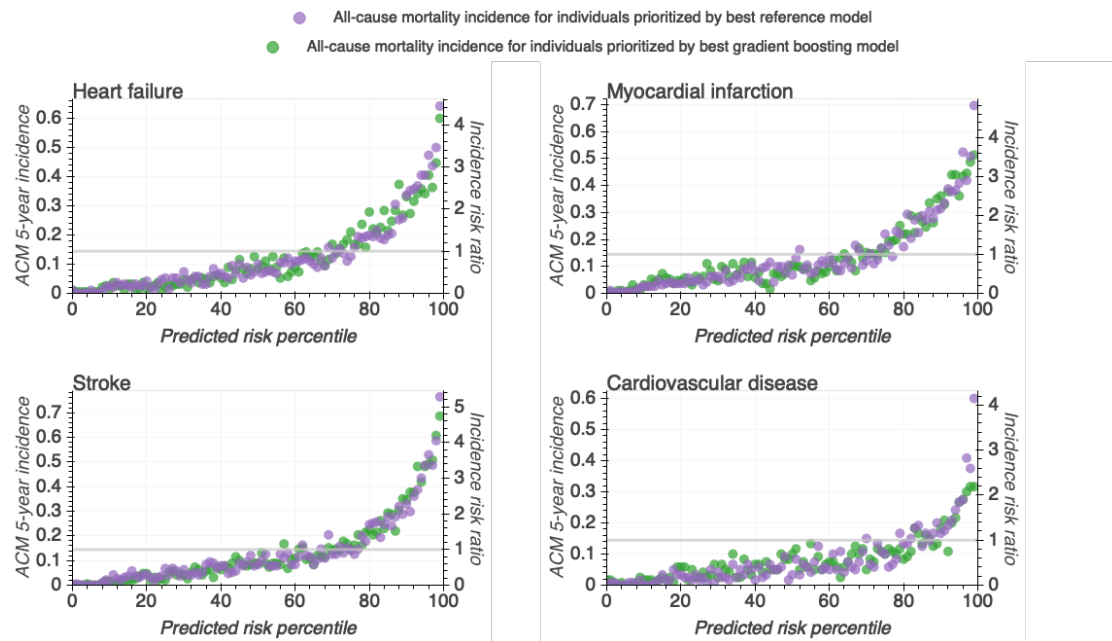 All-cause mortality incidence for individuals prioritized by best reference model
All-cause mortality incidence for individuals prioritized by best gradient boosting model
Heart failure
ACM 5-year incidence
0.6
0.5
0.4
0.3
0.2
0.1
0
0 20 40 60 80 100
4
3
2
1
0
Incidence risk ratio
Predicted risk percentile
Myocardial infarction
ACM 5-year incidence
0.7
0.6
0.5
0.4
0.3
0.2
0.1
0
0 20 40 60 80 100
4
3
2
1
0
Incidence risk ratio
Predicted risk percentile
Stroke
ACM 5-year incidence
0.7
0.6
0.5
0.4
0.3
0.2
0.1
0
0 20 40 60 80 100
5
4
3
2
1
0
Incidence risk ratio
Predicted risk percentile
Cardiovascular disease
ACM 5-year incidence
0.6
0.5
0.4
0.3
0.2
0.1
0
0 20 40 60 80 100
4
3
2
1
0
Incidence risk ratio
Predicted risk percentile